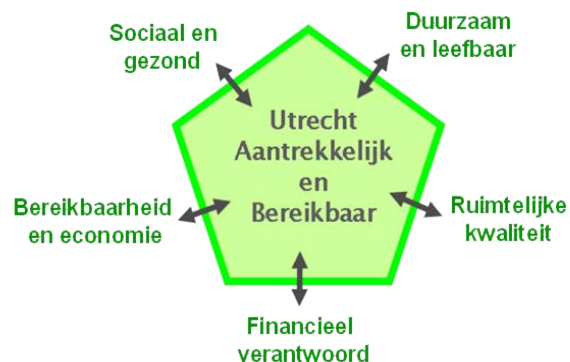 Sociaal en
gezond
Duurzaam
en leefbaar
Utrecht
Aantrekkelijk
en
Bereikbaar
Bereikbaarheid
en economie
Ruimtelijke
kwaliteit
Financieel
verantwoord